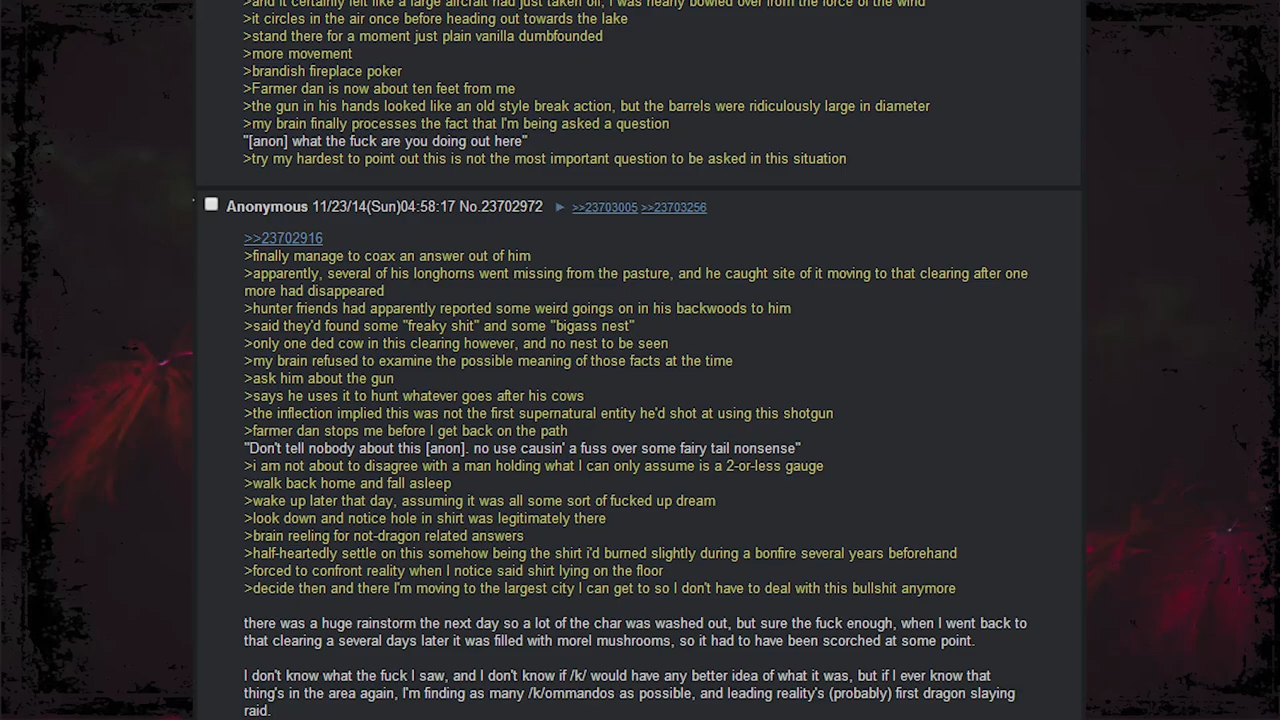 >and it certainly felt like a large aircraft had just taken off, I was nearly bowled over from the force of the wind
>it circles in the air once before heading out towards the lake
>stand there for a moment just plain vanilla dumbfounded
>more movement
>brandish fireplace poker
>Farmer dan is now about ten feet from me
>the gun in his hands looked like an old style break action, but the barrels were ridiculously large in diameter
>my brain finally processes the fact that I'm being asked a question
"[anon] what the fuck are you doing out here"
>try my hardest to point out this is not the most important question to be asked in this situation
Anonymous 11/23/14(Sun)04:58:17 No.23702972 ► >>23703005 >>23703256
>>23702916
>finally manage to coax an answer out of him
>apparently, several of his longhorns went missing from the pasture, and he caught site of it moving to that clearing after one
more had disappeared
>hunter friends had apparently reported some weird goings on in his backwoods to him
>said they'd found some "freaky shit" and some "bigass nest"
>only one ded cow in this clearing however, and no nest to be seen
>my brain refused to examine the possible meaning of those facts at the time
>ask him about the gun
>says he uses it to hunt whatever goes after his cows
>the inflection implied this was not the first supernatural entity he'd shot at using this shotgun
>farmer dan stops me before I get back on the path
"Don't tell nobody about this [anon]. no use causin' a fuss over some fairy tail nonsense"
>i am not about to disagree with a man holding what I can only assume is a 2-or-less gauge
>walk back home and fall asleep
>wake up later that day, assuming it was all some sort of fucked up dream
>look down and notice hole in shirt was legitimately there
>brain reeling for not-dragon related answers
>half-heartedly settle on this somehow being the shirt i'd burned slightly during a bonfire several years beforehand
>forced to confront reality when I notice said shirt lying on the floor
>decide then and there I'm moving to the largest city I can get to so I don't have to deal with this bullshit anymore
there was a huge rainstorm the next day so a lot of the char was washed out, but sure the fuck enough, when I went back to
that clearing a several days later it was filled with morel mushrooms, so it had to have been scorched at some point.
I don't know what the fuck I saw, and I don't know if /k/ would have any better idea of what it was, but if I ever know that
thing's in the area again, I'm finding as many /k/ommandos as possible, and leading reality's (probably) first dragon slaying
raid.